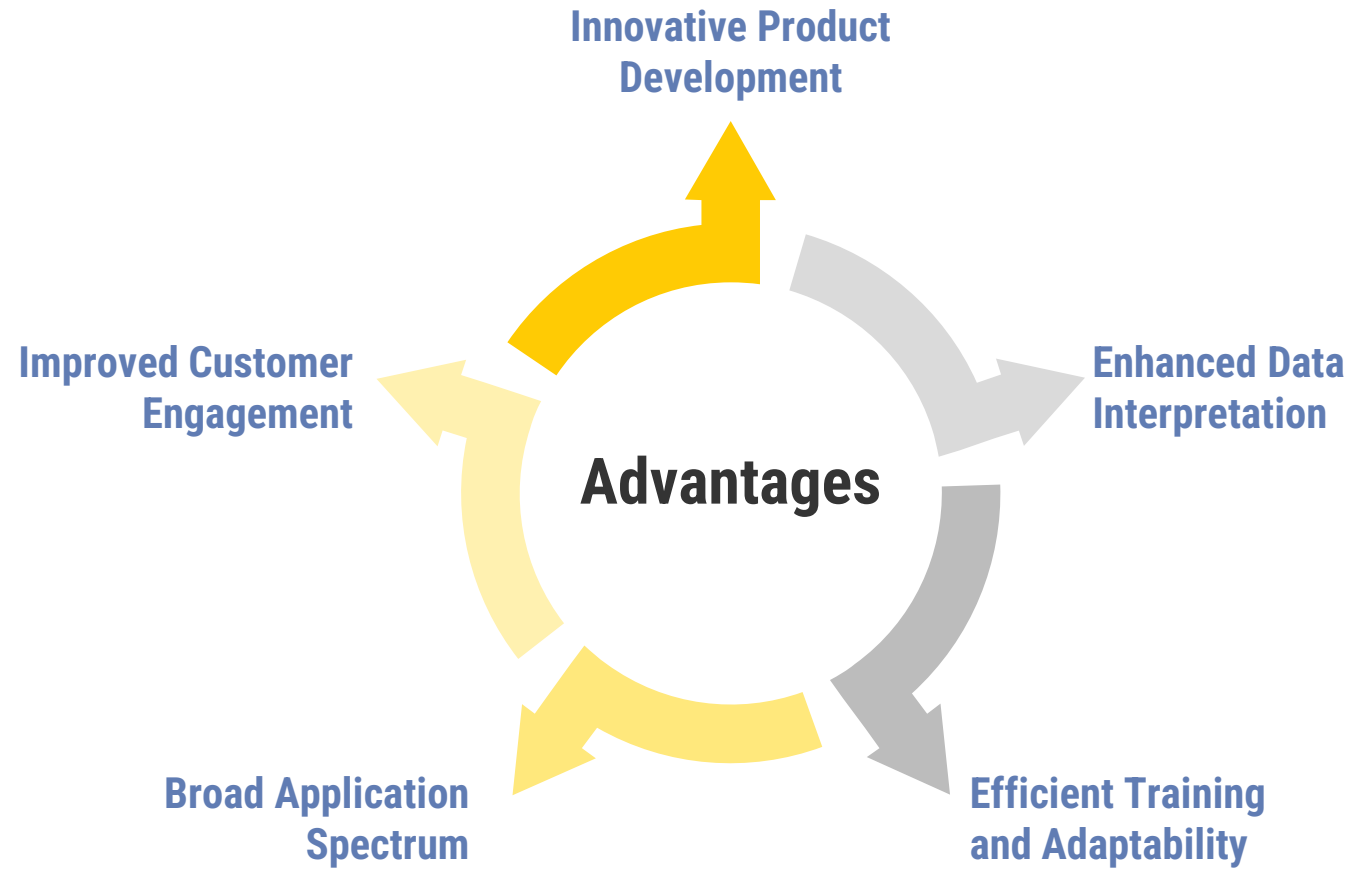 Innovative Product
Development
Improved Customer
Engagement
Enhanced Data
Interpretation
Advantages
Broad Application
Spectrum
Efficient Training
and Adaptability